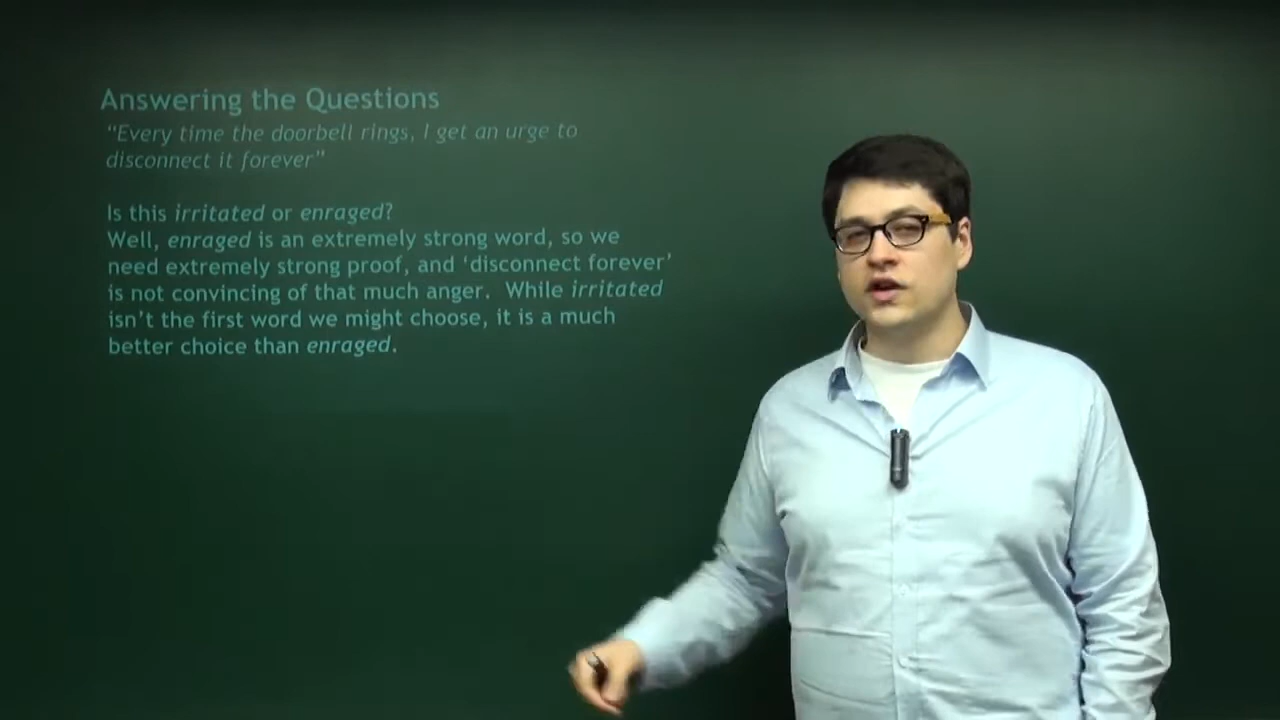 Answering the Questions
“Every time the doorbell rings, I get an urge to
disconnect it forever”
Is this irritated or enraged?
Well, enraged is an extremely strong word, so we
need extremely strong proof, and ‘disconnect forever’
is not convincing of that much anger.  While irritated
isn’t the first word we might choose, it is a much
better choice than enraged.